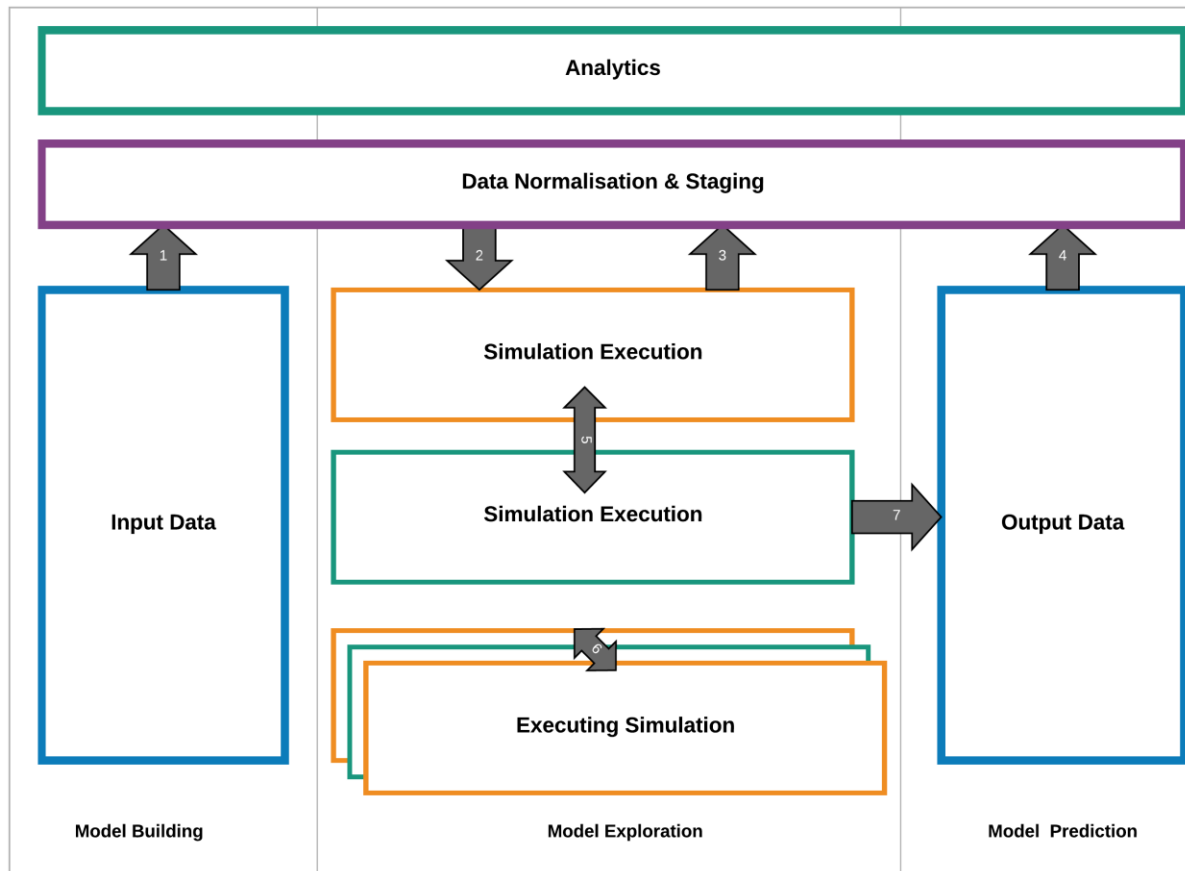 Analytics
Data Normalisation & Staging
1
2
3
4
Simulation Execution
5
Simulation Execution
7
Input Data
Output Data
6
Executing Simulation
Model Building
Model Exploration
Model Prediction